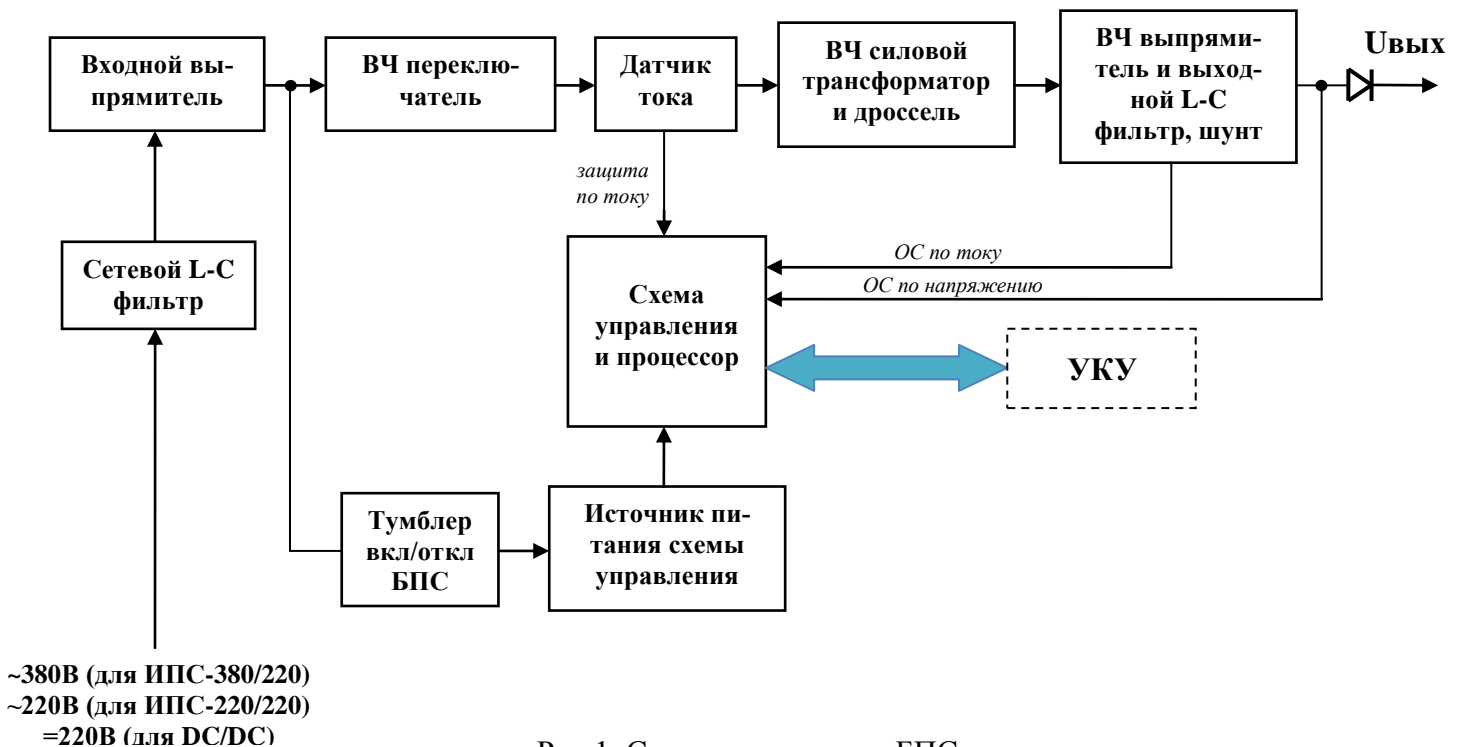 Входной вы-
прямитель
ВЧ переклю-
чатель
Датчик
тока
ВЧ силовой
трансформатор
и дроссель
ВЧ выпрями-
тель и выход-
ной L-C
фильтр, шунт
Uвых
защита
по току
Сетевой L-C
фильтр
ОС по току
ОС по напряжению
Схема
управления
и процессор
УКУ
Тумблер
вкл/откл
БПС
Источник пи-
тания схемы
управления
~380В (для ИПС-380/220)
~220В (для ИПС-220/220)
=220В (для DC/DC)